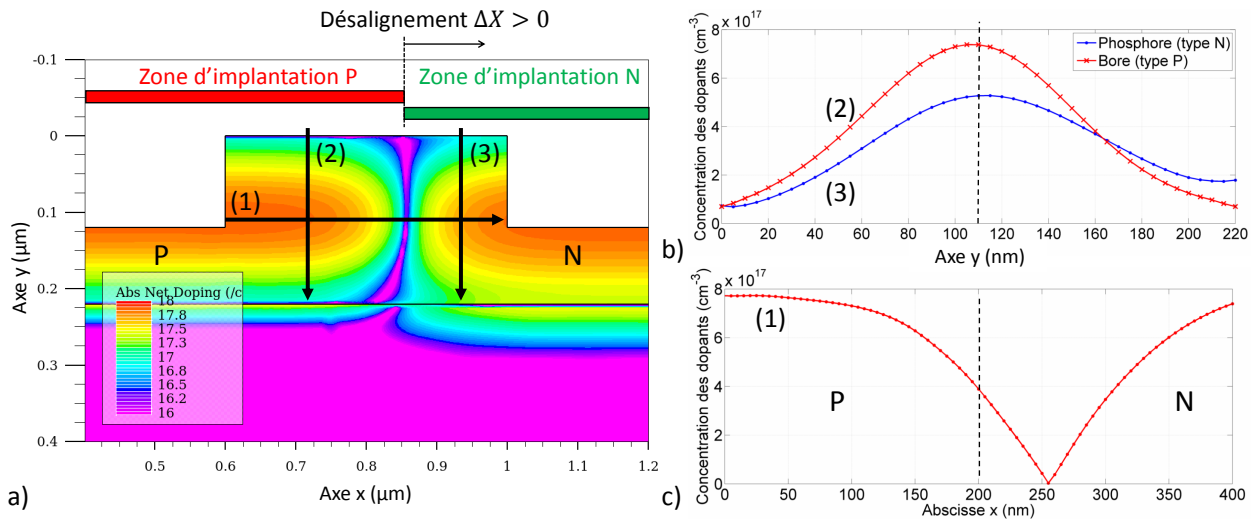 Désalignement ΔX > 0
Zone d'implantation P
Zone d'implantation N
-0.1
0
0.1
0.2
0.3
0.4
Axe y (µm)
(1)
(2)
(3)
P
N
Abs Net Doping (/c
18
17.8
17.5
17.3
17
16.8
16.5
16.2
16
0.5 0.6 0.7 0.8 0.9 1 1.1 1.2
Axe x (µm)
a)
8 x 10^17
6
4
2
0
Concentration des dopants (cm^-3)
Phosphore (type N)
Bore (type P)
(2)
(3)
0 20 40 60 80 100 120 140 160 180 200 220
Axe y (nm)
b)
8 x 10^17
6
4
2
0
Concentration des dopants (cm^-3)
(1)
P
N
0 50 100 150 200 250 300 350 400
Abscisse x (nm)
c)